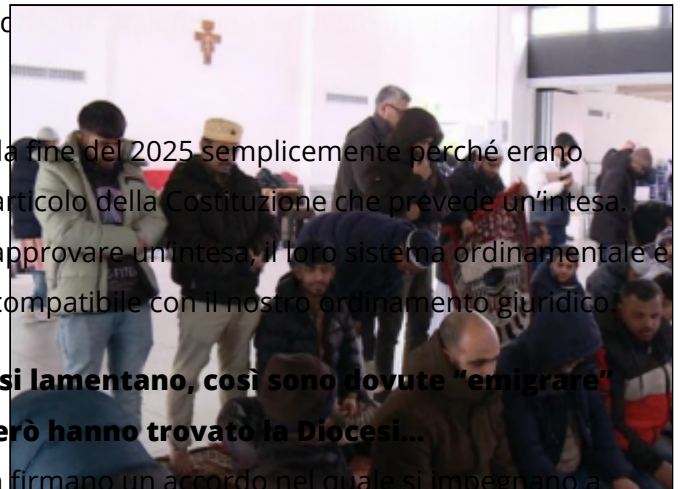 la fine del 2025 semplicemente perché erano
articolo della Costituzione che prevede un'intesa.
approvare un'intesa, il loro sistema ordinamentale è
compatibile con il nostro ordinamento giuridico.
si lamentano, così sono dovute “emigrare”
erò hanno trovato la Diocesi...
firmano un accordo nel quale si impegnano a